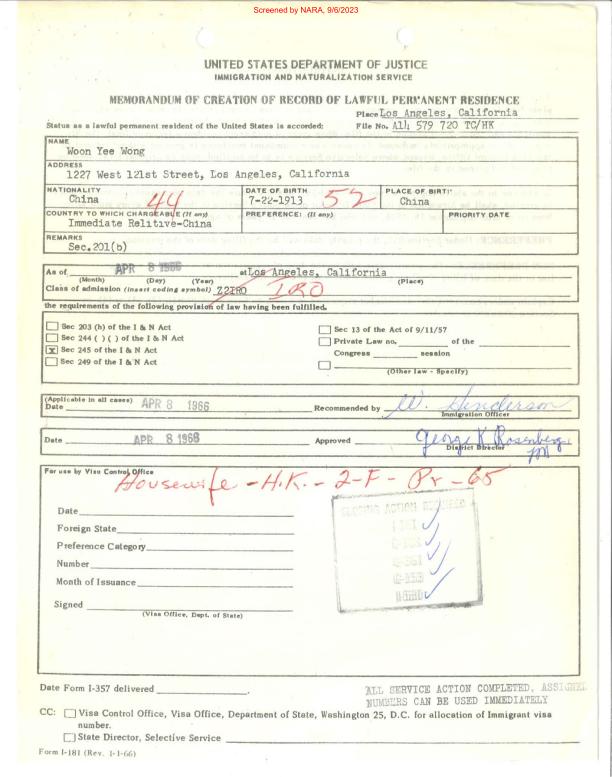 Screened by NARA, 9/6/2023
UNITED STATES DEPARTMENT OF JUSTICE
IMMIGRATION AND NATURALIZATION SERVICE
MEMORANDUM OF CREATION OF RECORD OF LAWFUL PERMANENT RESIDENCE
Place Los Angeles, California
Status as a lawful permanent resident of the United States is accorded: File No. A14 579 720 TC/HK
NAME
Woon Yee Wong
ADDRESS
1227 West 121st Street, Los Angeles, California
NATIONALITY DATE OF BIRTH PLACE OF BIRTH
China 44 7-22-1913 52 China
COUNTRY TO WHICH CHARGEABLE (If any) PREFERENCE: (If any) PRIORITY DATE
Immediate Relitive-China
REMARKS
Sec.201(b)
As of APR 8 1966 at Los Angeles, California
(Month) (Day) (Year) (Place)
Class of admission (insert coding symbol) Z2IRO IRO
the requirements of the following provision of law having been fulfilled.
Sec 203 (h) of the I & N Act Sec 13 of the Act of 9/11/57
Sec 244 ( ) ( ) of the I & N Act Private Law no. of the
x Sec 245 of the I & N Act Congress session
Sec 249 of the I & N Act
(Other law - Specify)
(Applicable in all cases)
Date APR 8 1966 Recommended by W. Henderson
Immigration Officer
Date APR 8 1966 Approved George K. Rosenberg
District Director
For use by Visa Control Office
Housewife - H.K. - 2-F - Pr - 65
Date CLOSING ACTION REQUIRED
Foreign State
Preference Category
Number
Month of Issuance
Signed
(Visa Office, Dept. of State)
Date Form I-357 delivered . ALL SERVICE ACTION COMPLETED, ASSIGNED
NUMBERS CAN BE USED IMMEDIATELY
CC: Visa Control Office, Visa Office, Department of State, Washington 25, D.C. for allocation of Immigrant visa
number.
State Director, Selective Service
Form I-181 (Rev. 1-1-66)